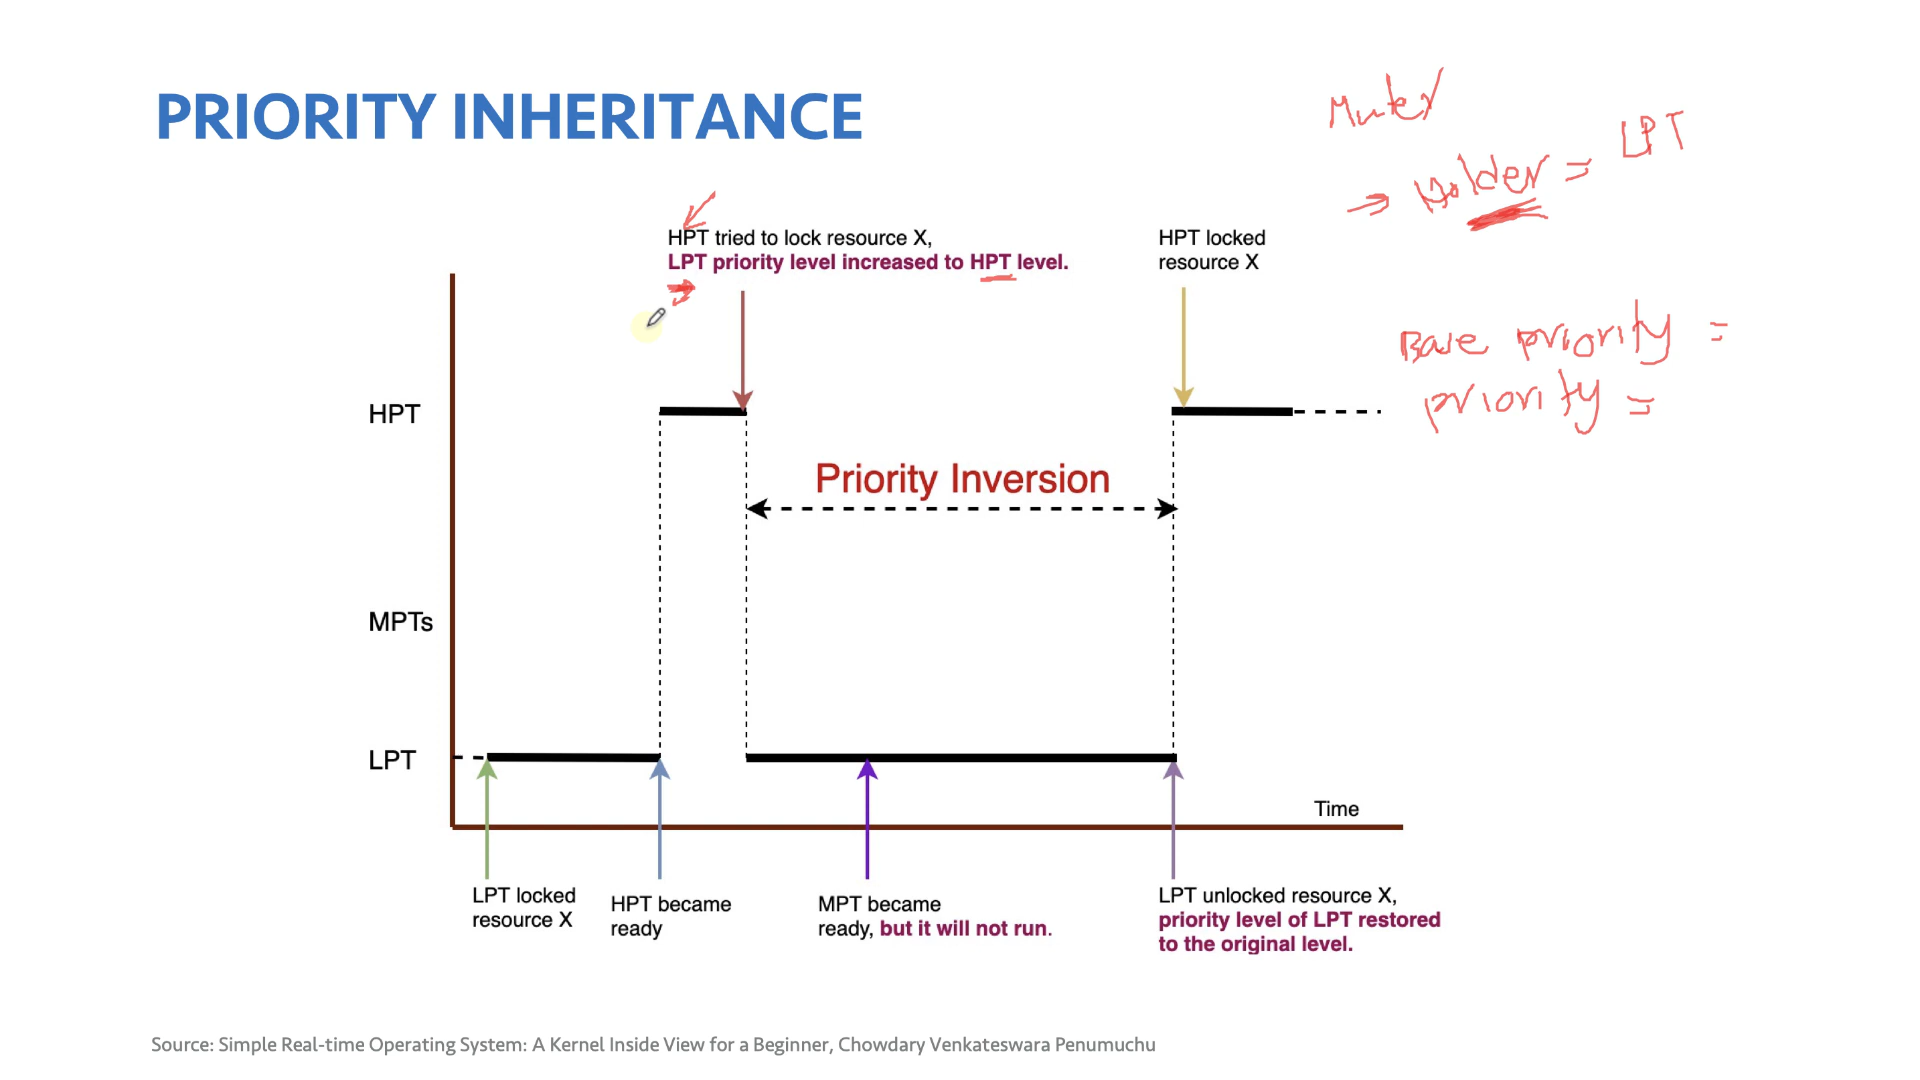 PRIORITY INHERITANCE
Mutex
→ Holder = LPT
HPT tried to lock resource X,
LPT priority level increased to HPT level.
HPT locked
resource X
Base priority =
priority =
HPT
Priority Inversion
MPTs
LPT
Time
LPT locked
resource X
HPT became
ready
MPT became
ready, but it will not run.
LPT unlocked resource X,
priority level of LPT restored
to the original level.
Source: Simple Real-time Operating System: A Kernel Inside View for a Beginner, Chowdary Venkateswara Penumuchu